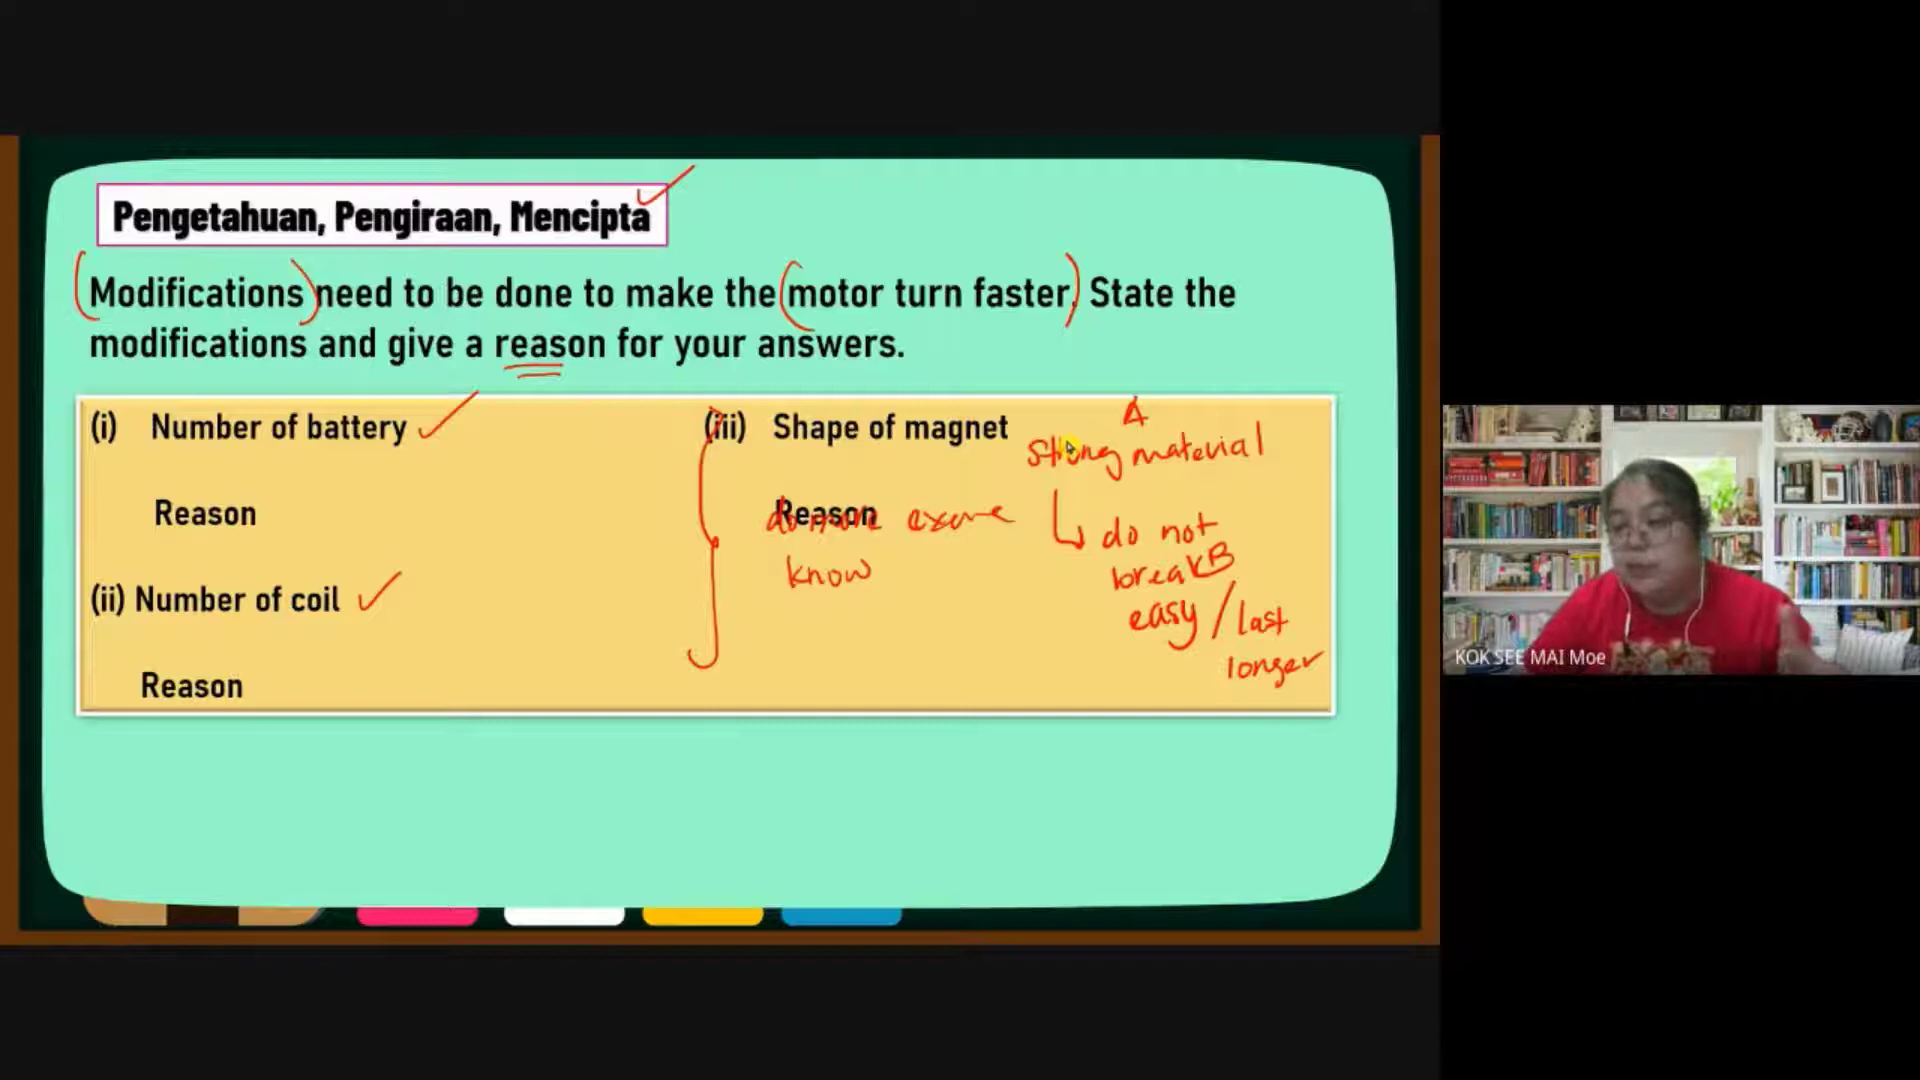 Pengetahuan, Pengiraan, Mencipta
(Modifications) need to be done to make the (motor turn faster.) State the
modifications and give a reason for your answers.
(i) Number of battery
Reason
(ii) Number of coil
Reason
(iii) Shape of magnet
Reason
do more
know
A
Strong material
do not
break B
easy / last
longer
KOK SEE MAI Moe